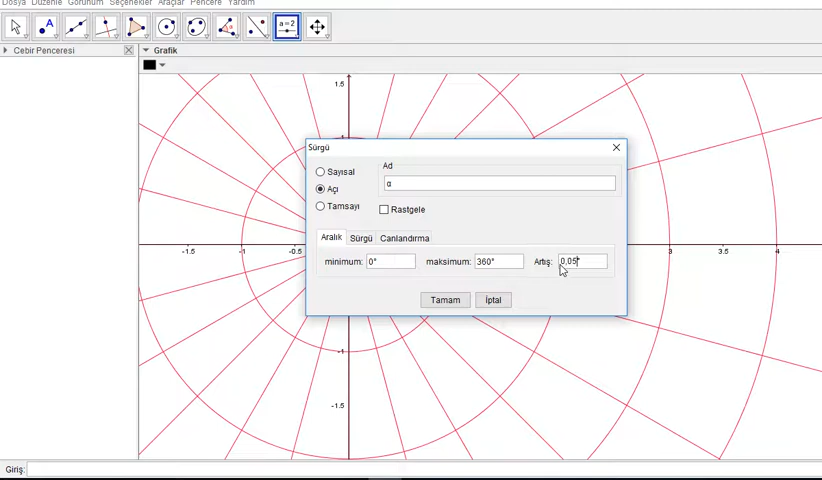 Dosya Düzenle Görünüm Seçenekler Araçlar Pencere Yardım
a=2
Cebir Penceresi
Grafik
1.5
1
-1.5
-1
-0.5
3
3.5
4
-1
-1.5
Sürgü
Sayısal
Açı
Tamsayı
Ad
α
Rastgele
Aralık Sürgü Canlandırma
minimum: 0° maksimum: 360° Artış: 0.05°
Tamam İptal
Giriş: